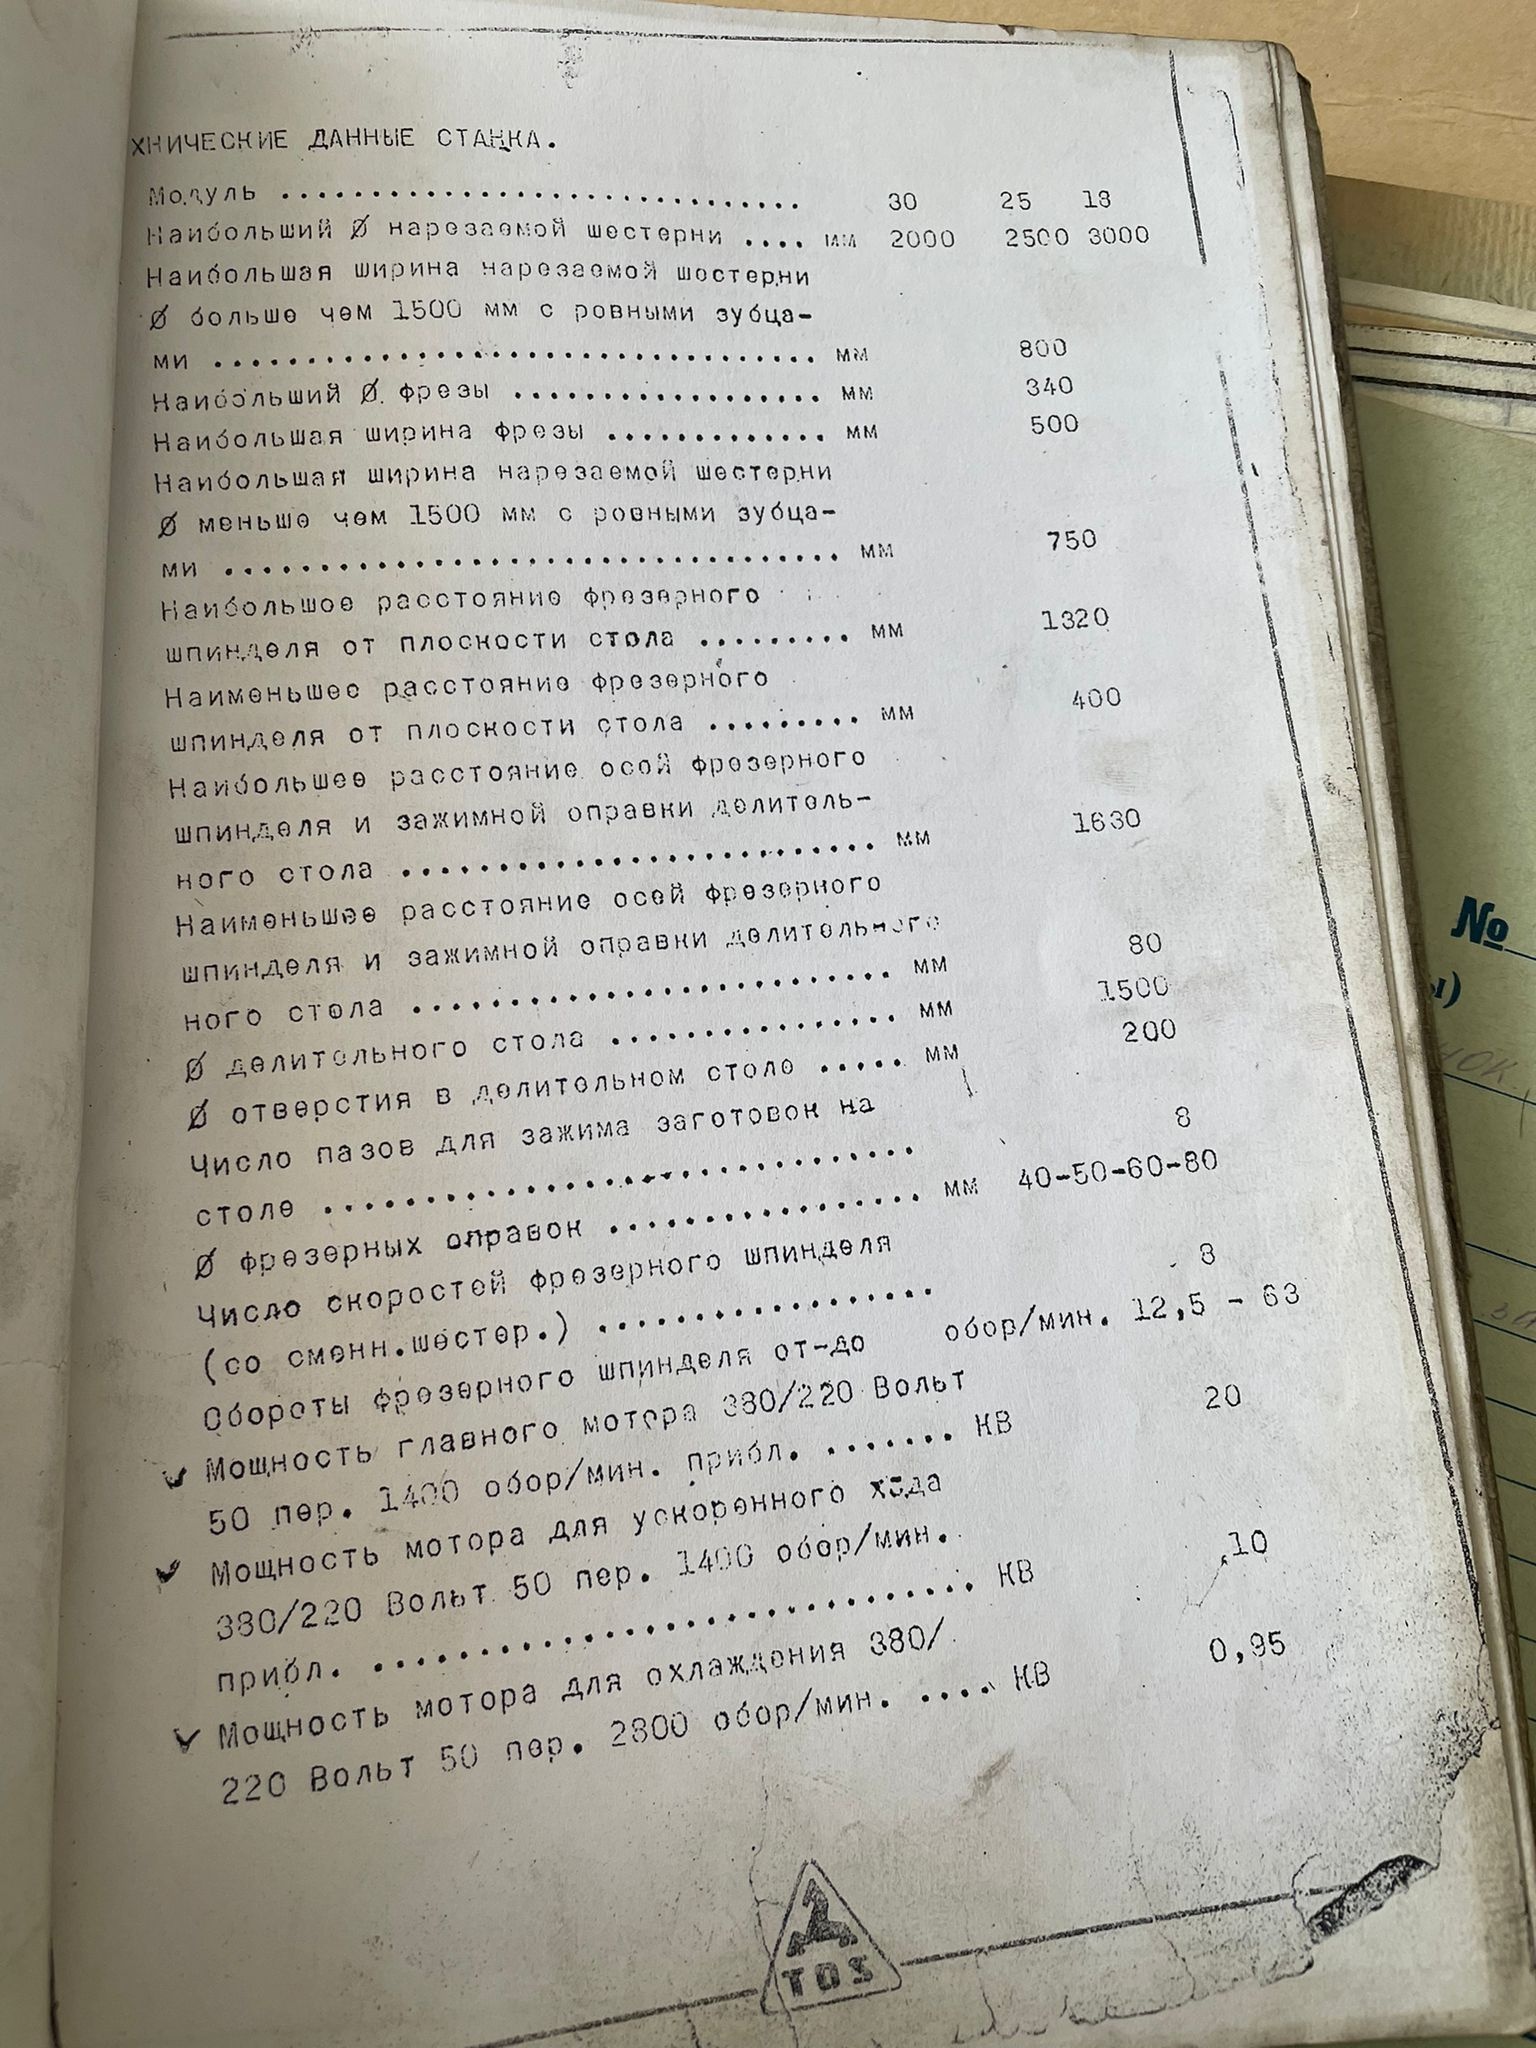 ХНИЧЕСКИЕ ДАННЫЕ СТАНКА.
Модуль ............................... 30 25 18
Наибольший Ø нарезаемой шестерни .... мм 2000 2500 3000
Наибольшая ширина нарезаемой шестерни
Ø больше чем 1500 мм с ровными зубца-
ми ................................. мм 800
Наибольший Ø фрезы .................. мм 340
Наибольшая ширина фрезы ............. мм 500
Наибольшая ширина нарезаемой шестерни
Ø меньше чем 1500 мм с ровными зубца-
ми ................................. мм 750
Наибольшое расстояние фрезерного
шпинделя от плоскости стола ......... мм 1320
Наименьшее расстояние фрезерного
шпинделя от плоскости стола ......... мм 400
Наибольшее расстояние осей фрезерного
шпинделя и зажимной оправки делитель-
ного стола .......................... мм 1630
Наименьшее расстояние осей фрезерного
шпинделя и зажимной оправки делительного
ного стола .......................... мм 80
Ø делительного стола ................ мм 1500
Ø отверстия в делительном столе ..... мм 200
Число пазов для зажима заготовок на
столе ............................... 8
Ø фрезерных оправок ................. мм 40-50-60-80
Число скоростей фрезерного шпинделя
(со сменн.шестер.) .................. 8
Обороты фрезерного шпинделя от-до обор/мин. 12,5 - 63
Мощность главного мотора 380/220 Вольт
50 пер. 1400 обор/мин. прибл. ....... КВ 20
Мощность мотора для ускоренного хода
380/220 Вольт 50 пер. 1400 обор/мин.
прибл. .............................. КВ 10
Мощность мотора для охлаждения 380/
220 Вольт 50 пер. 2800 обор/мин. .... КВ 0,95
TOS
№
ы)
нок